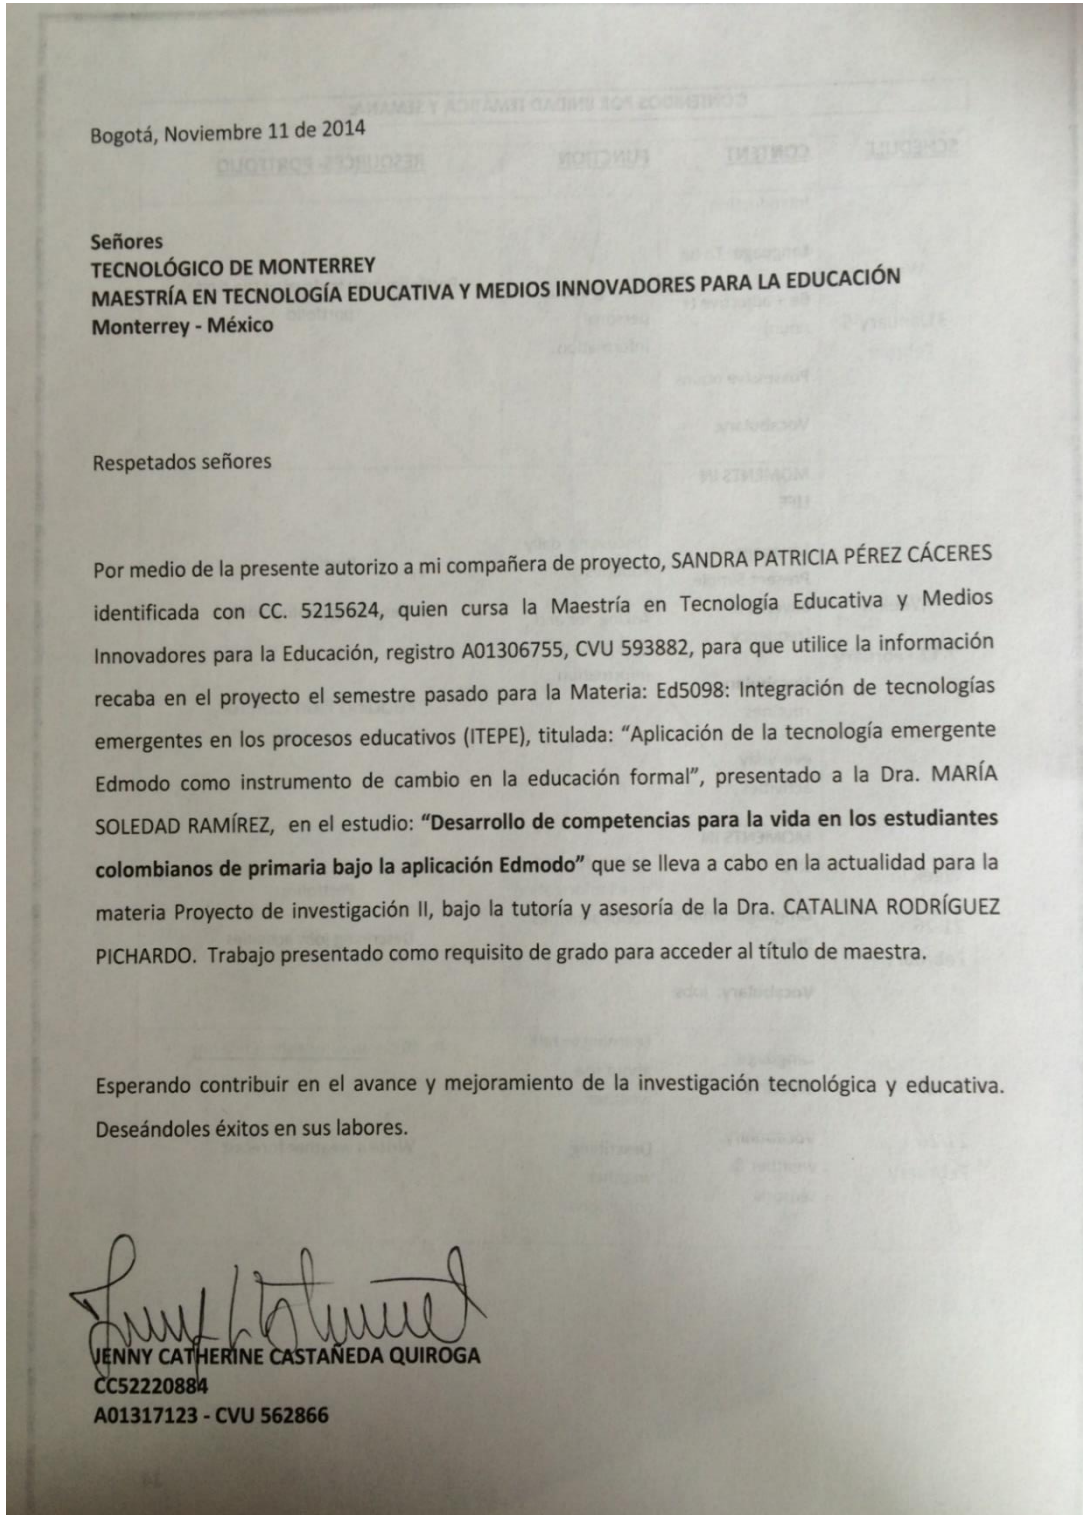 Bogotá, Noviembre 11 de 2014
Señores
TECNOLÓGICO DE MONTERREY
MAESTRÍA EN TECNOLOGÍA EDUCATIVA Y MEDIOS INNOVADORES PARA LA EDUCACIÓN
Monterrey - México
Respetados señores
Por medio de la presente autorizo a mi compañera de proyecto, SANDRA PATRICIA PÉREZ CÁCERES
identificada con CC. 5215624, quien cursa la Maestría en Tecnología Educativa y Medios
Innovadores para la Educación, registro A01306755, CVU 593882, para que utilice la información
recaba en el proyecto el semestre pasado para la Materia: Ed5098: Integración de tecnologías
emergentes en los procesos educativos (ITEPE), titulada: “Aplicación de la tecnología emergente
Edmodo como instrumento de cambio en la educación formal”, presentado a la Dra. MARÍA
SOLEDAD RAMÍREZ, en el estudio: “Desarrollo de competencias para la vida en los estudiantes
colombianos de primaria bajo la aplicación Edmodo” que se lleva a cabo en la actualidad para la
materia Proyecto de investigación II, bajo la tutoría y asesoría de la Dra. CATALINA RODRÍGUEZ
PICHARDO. Trabajo presentado como requisito de grado para acceder al título de maestra.
Esperando contribuir en el avance y mejoramiento de la investigación tecnológica y educativa.
Deseándoles éxitos en sus labores.
JENNY CATHERINE CASTAÑEDA QUIROGA
CC52220884
A01317123 - CVU 562866